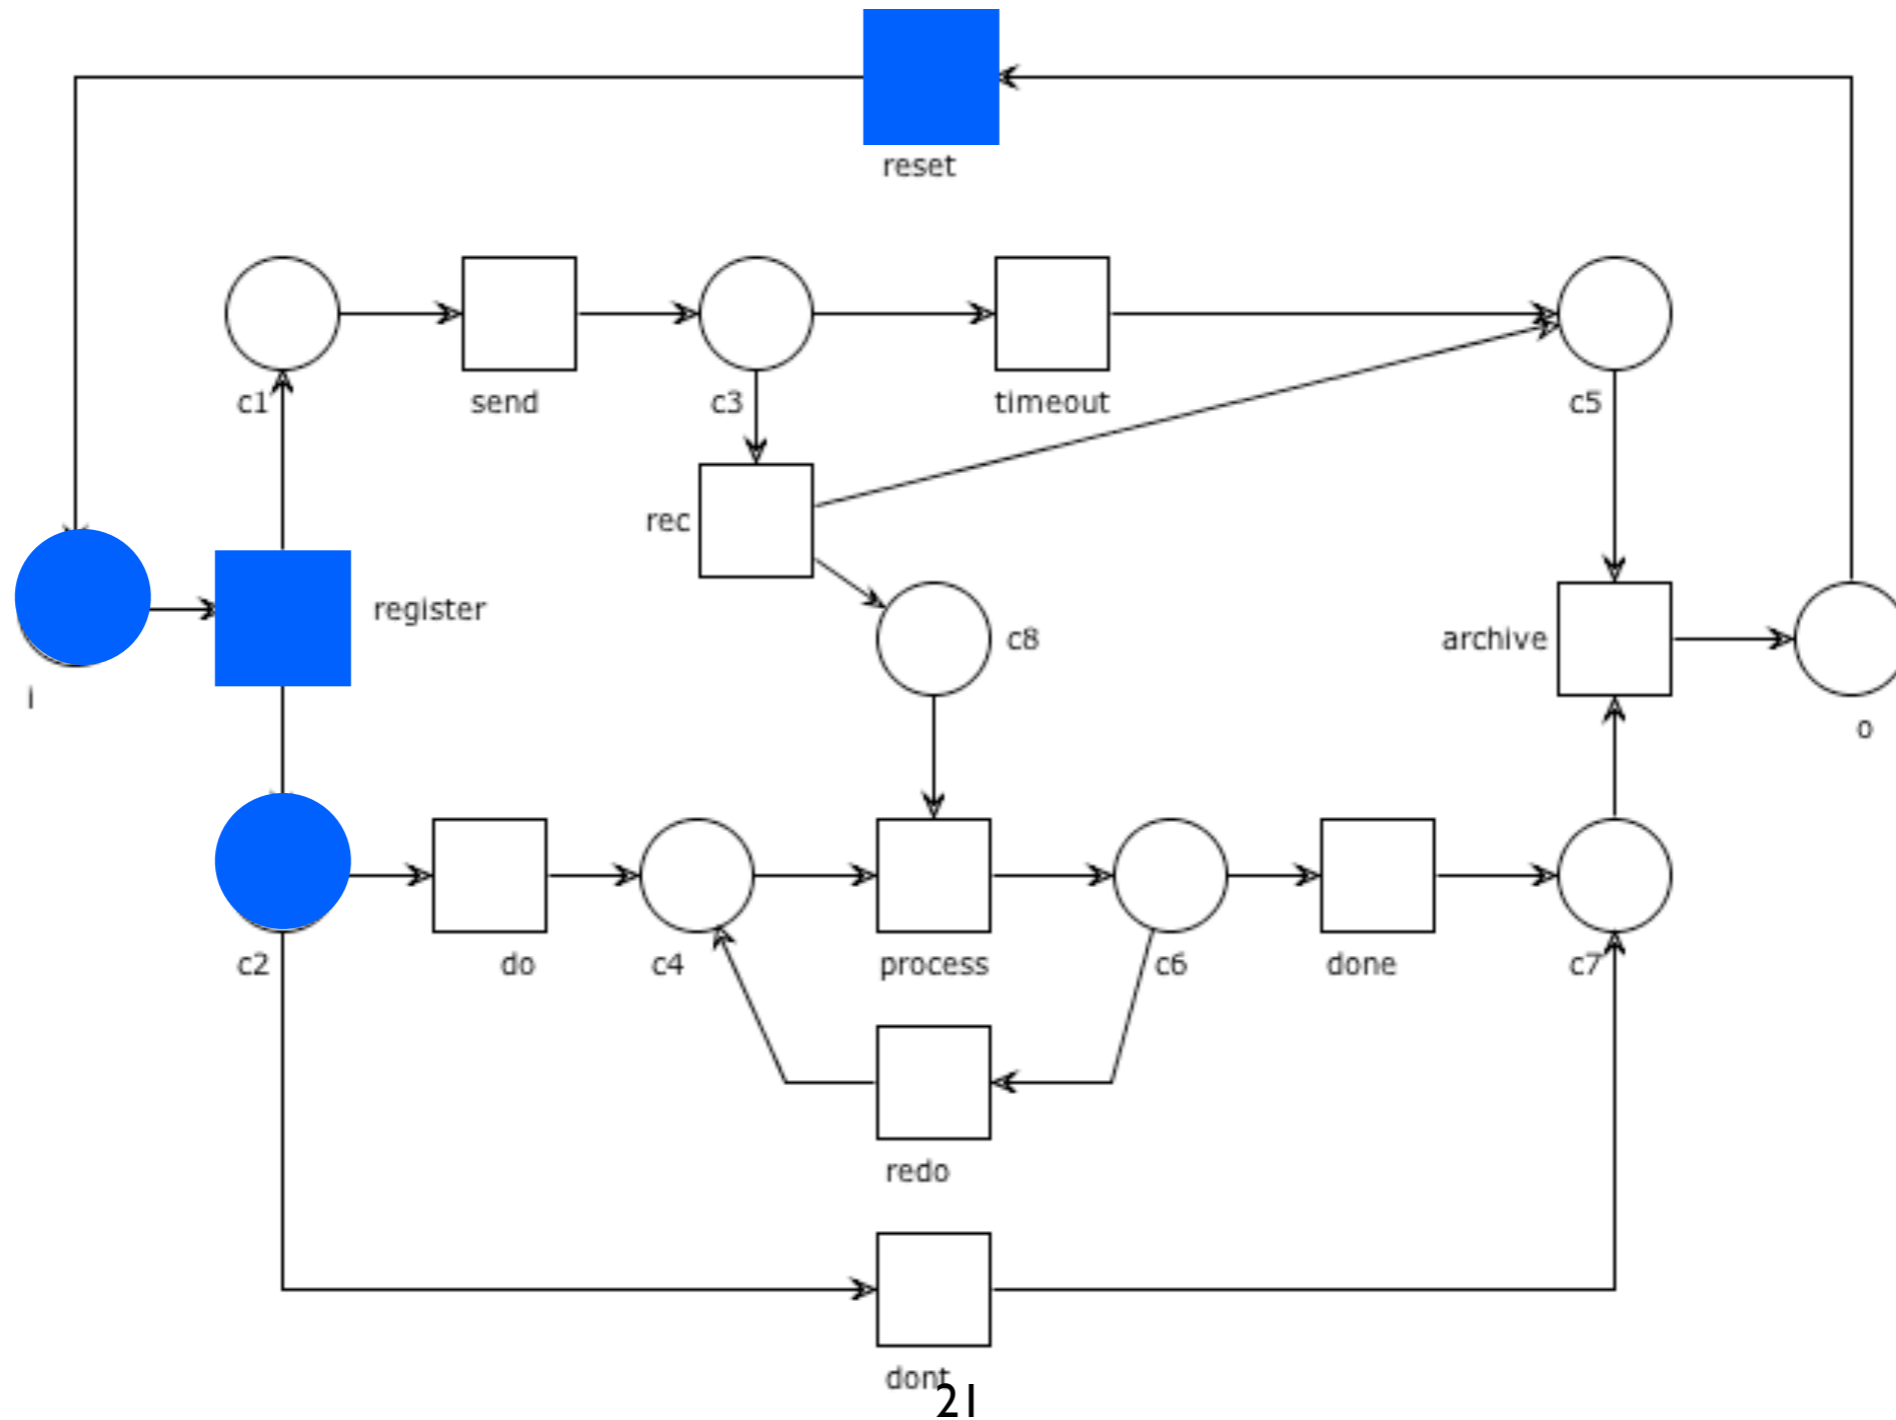 reset
c1
send
c3
timeout
c5
rec
register
c8
archive
i
o
c2
do
c4
process
c6
done
c7
redo
dont
21